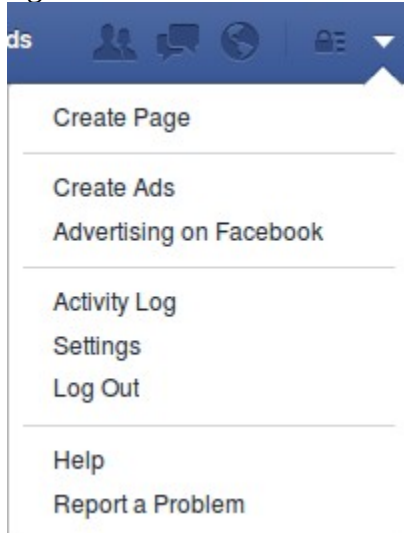 ds
Create Page
Create Ads
Advertising on Facebook
Activity Log
Settings
Log Out
Help
Report a Problem